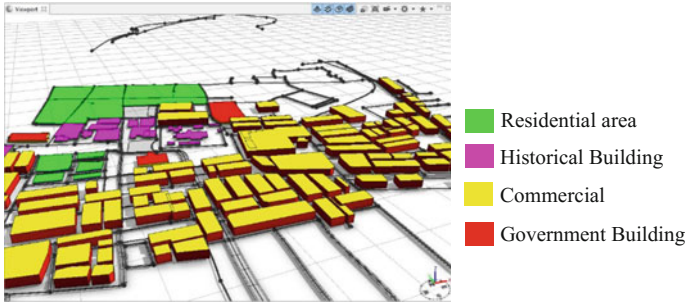 Viewport
Residential area
Historical Building
Commercial
Government Building